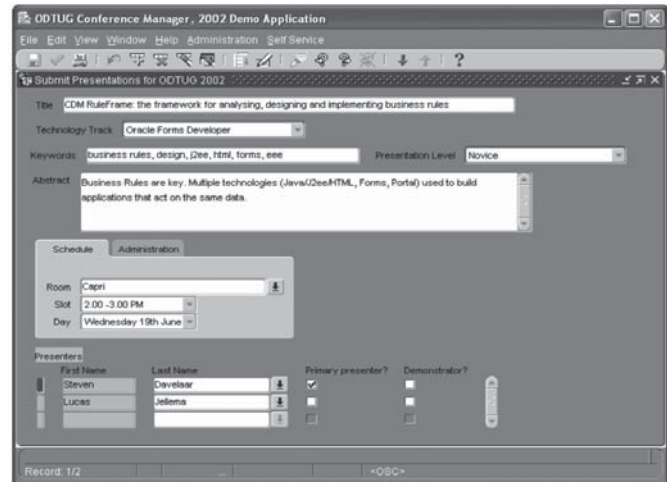 ODTUG Conference Manager, 2002 Demo Application
File Edit View Window Help Administration Self Service
Submit Presentations for ODTUG 2002
Title CDM RuleFrame: the framework for analysing, designing and implementing business rules
Technology Track Oracle Forms Developer
Keywords business rules, design, j2ee, html, forms, eee Presentation Level Novice
Abstract Business Rules are key. Multiple technologies (Java/J2ee/HTML, Forms, Portal) used to build
applications that act on the same data.
Schedule Administration
Room Capri
Slot 2.00 -3.00 PM
Day Wednesday 19th June
Presenters
First Name Last Name Primary presenter? Demonstrator?
Steven Davelaar
Lucas Jellema
Record: 1/2 ... <OSC>